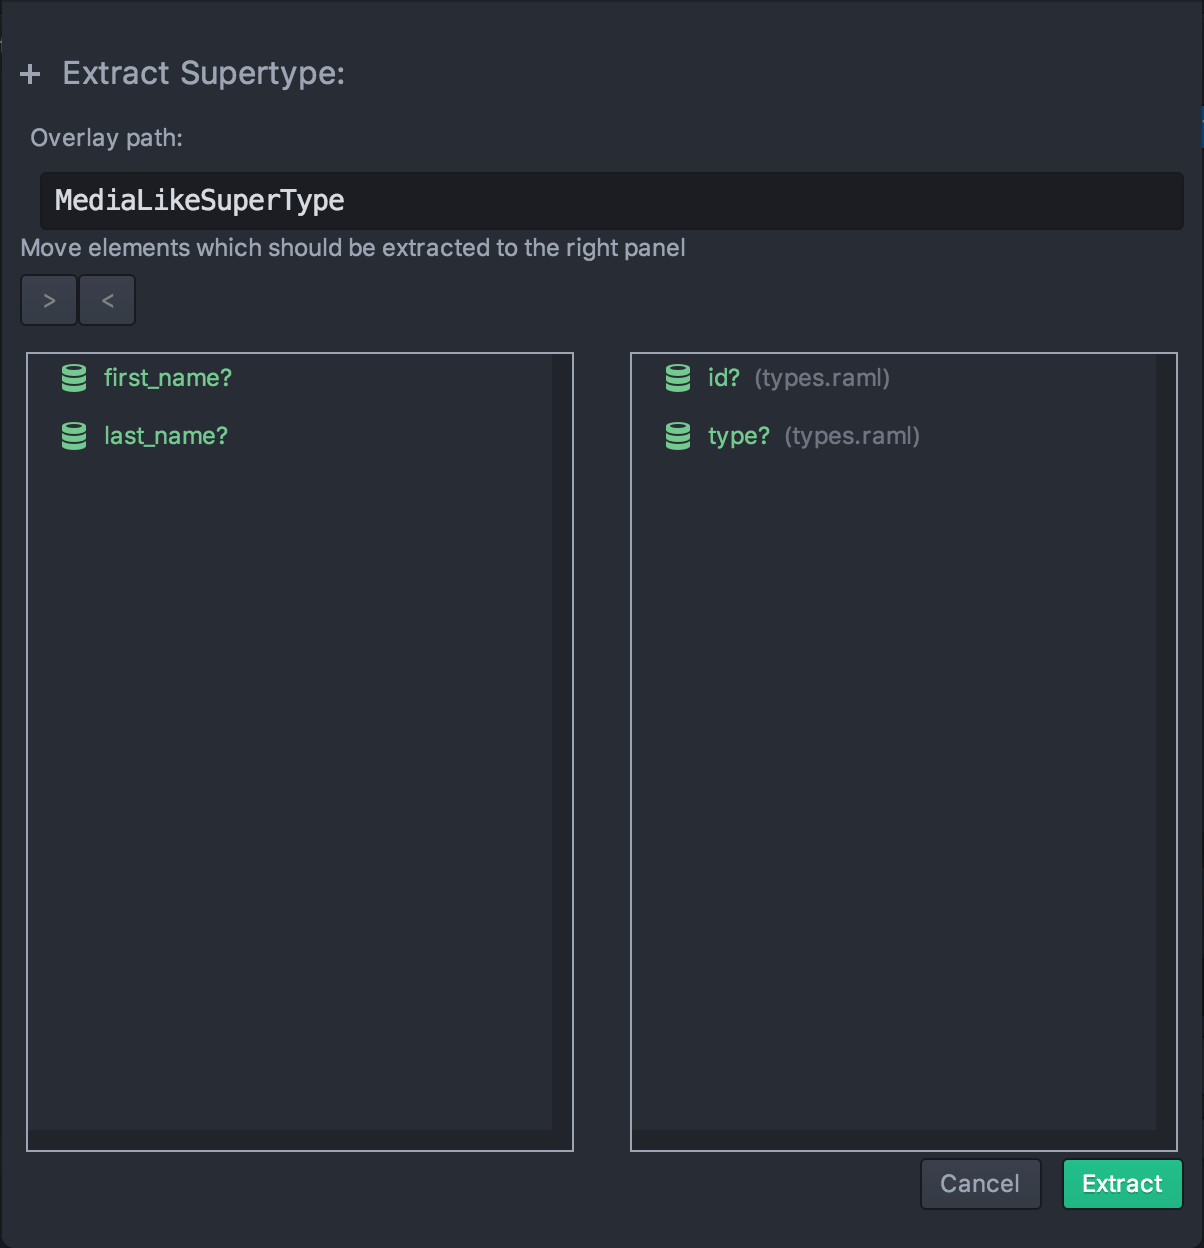 + Extract Supertype:
Overlay path:
MediaLikeSuperType
Move elements which should be extracted to the right panel
> <
first_name?
last_name?
id? (types.raml)
type? (types.raml)
Cancel Extract